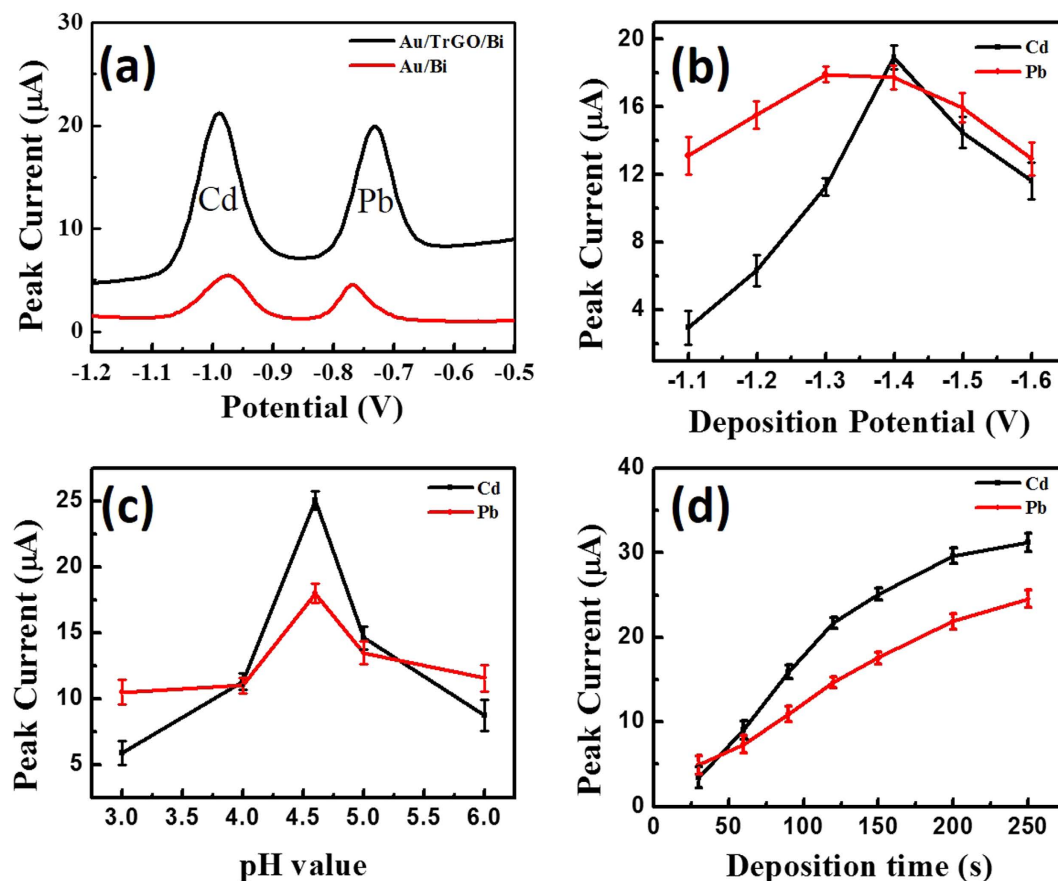 (a)
Au/TrGO/Bi
Au/Bi
Cd
Pb
30
20
10
0
Peak Current (μA)
-1.2 -1.1 -1.0 -0.9 -0.8 -0.7 -0.6 -0.5
Potential (V)
(b)
Cd
Pb
20
16
12
8
4
Peak Current (μA)
-1.1 -1.2 -1.3 -1.4 -1.5 -1.6
Deposition Potential (V)
(c)
Cd
Pb
25
20
15
10
5
Peak Current (μA)
3.0 3.5 4.0 4.5 5.0 5.5 6.0
pH value
(d)
Cd
Pb
40
30
20
10
0
Peak Current (μA)
0 50 100 150 200 250
Deposition time (s)